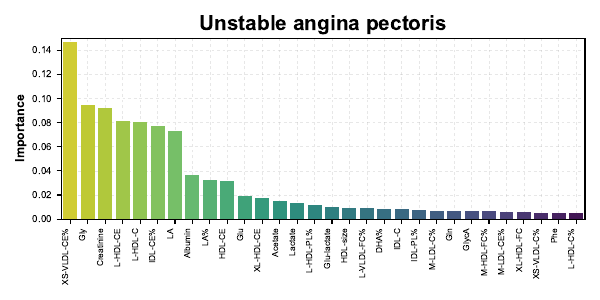 Unstable angina pectoris
Importance
0.14
0.12
0.10
0.08
0.06
0.04
0.02
0.00
XS-VLDL-CE%
Gly
Creatinine
L-HDL-CE
L-HDL-C
IDL-CE%
LA
Albumin
LA%
HDL-CE
Glu
XL-HDL-CE
Acetate
Lactate
L-HDL-PL%
Glu-lactate
HDL-size
L-VLDL-FC%
DHA%
IDL-C
IDL-PL%
M-LDL-C%
Gln
GlycA
M-HDL-FC%
M-LDL-CE%
XL-HDL-FC
XS-VLDL-C%
Phe
L-HDL-C%